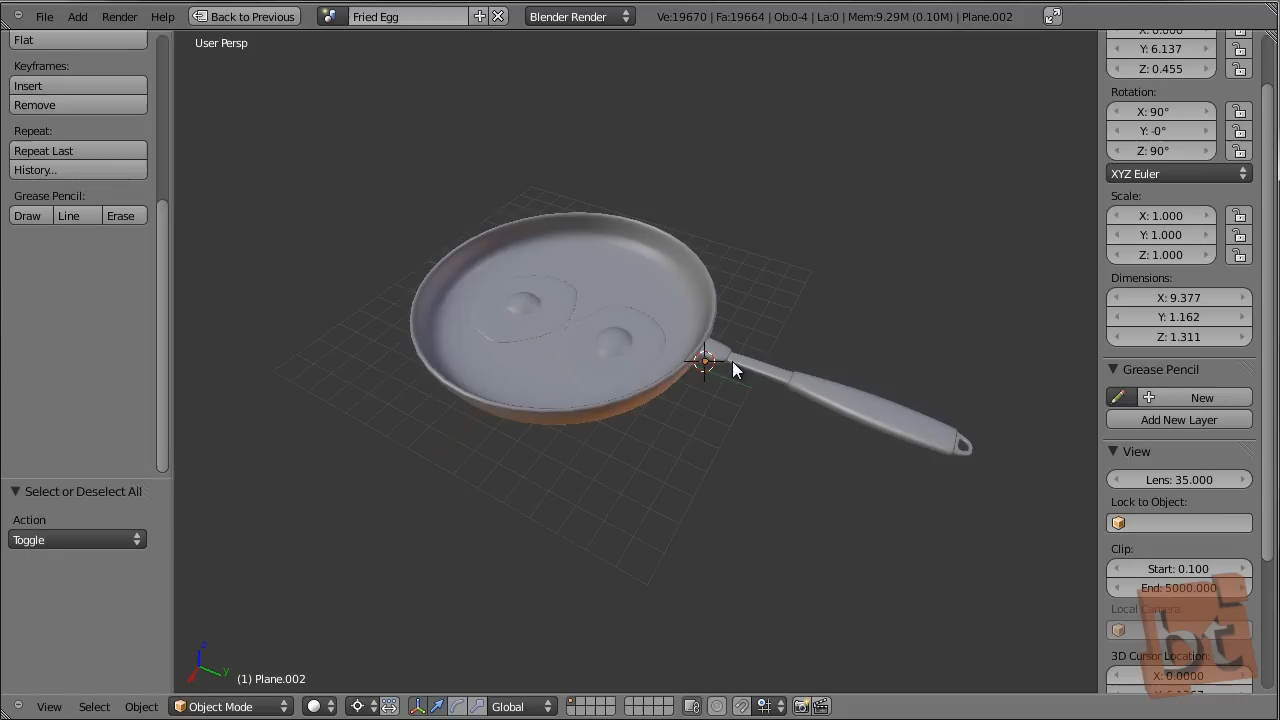 File Add Render Help Back to Previous Fried Egg Blender Render Ve:19670 | Fa:19664 | Ob:0-4 | La:0 | Mem:9.29M (0.10M) | Plane.002
Flat
Keyframes:
Insert
Remove
Repeat:
Repeat Last
History...
Grease Pencil:
Draw Line Erase
Select or Deselect All
Action
Toggle
User Persp
(1) Plane.002
X: 0.000
Y: 6.137
Z: 0.455
Rotation:
X: 90°
Y: -0°
Z: 90°
XYZ Euler
Scale:
X: 1.000
Y: 1.000
Z: 1.000
Dimensions:
X: 9.377
Y: 1.162
Z: 1.311
Grease Pencil
New
Add New Layer
View
Lens: 35.000
Lock to Object:
Clip:
Start: 0.100
End: 5000.000
Local Camera:
3D Cursor Location:
X: 0.0000
bt
z
y
View Select Object Object Mode Global